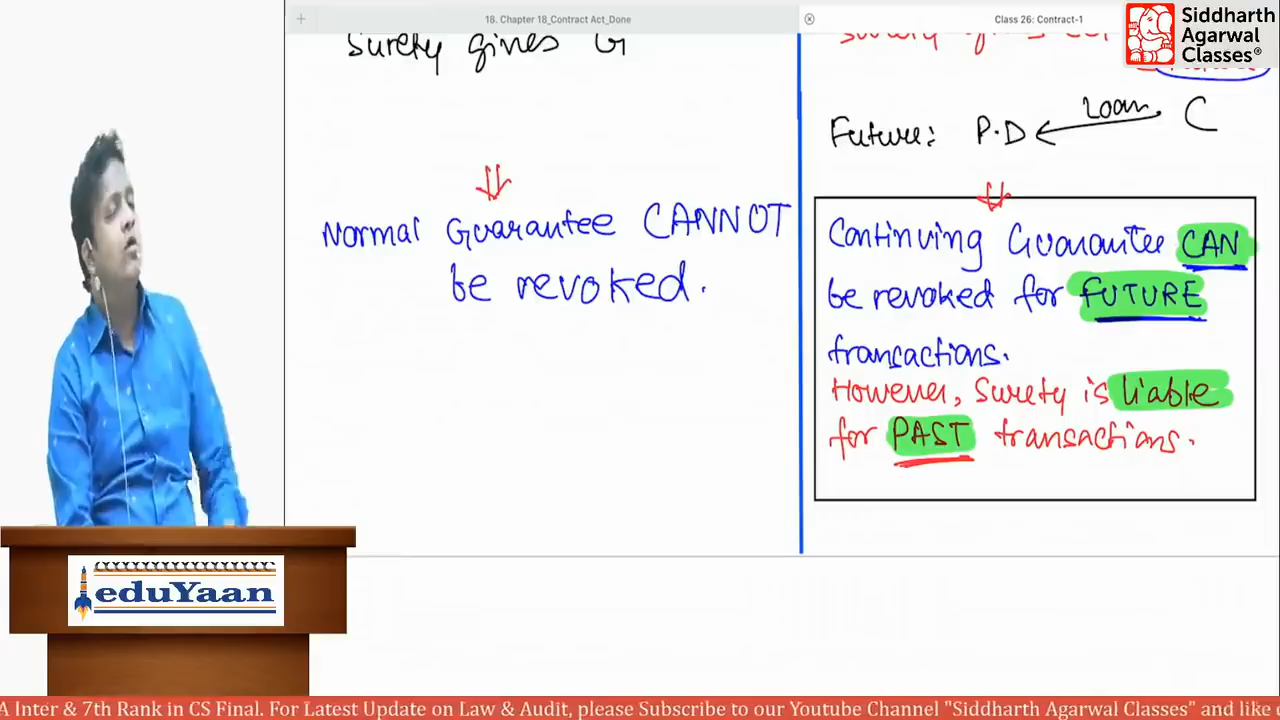 18. Chapter 18_Contract Act_Done
Class 26: Contract-1
Siddharth
Agarwal
Classes®
Surety gives G
Surety gives
Future: P.D Loan C
Normal Guarantee CANNOT
be revoked.
Continuing Guarantee CAN
be revoked for FUTURE
transactions.
However, Surety is liable
for PAST transactions.
eduYaan
A Inter & 7th Rank in CS Final. For Latest Update on Law & Audit, please Subscribe to our Youtube Channel "Siddharth Agarwal Classes" and like